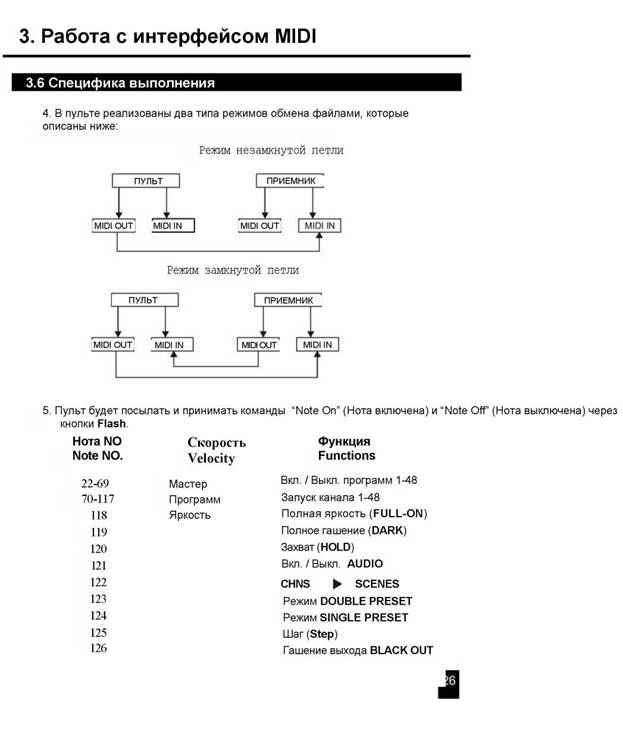 3. Работа с интерфейсом MIDI
3.6 Специфика выполнения
4. В пульте реализованы два типа режимов обмена файлами, которые
описаны ниже:
Режим незамкнутой петли
ПУЛЬТ ПРИЕМНИК
MIDI OUT MIDI IN MIDI OUT MIDI IN
Режим замкнутой петли
ПУЛЬТ ПРИЕМНИК
MIDI OUT MIDI IN MIDI OUT MIDI IN
5. Пульт будет посылать и принимать команды “Note On” (Нота включена) и “Note Off” (Нота выключена) через
кнопки Flash.
Нота NO Скорость Функция
Note NO. Velocity Functions
22-69 Мастер Вкл. / Выкл. программ 1-48
70-117 Программ Запуск канала 1-48
118 Яркость Полная яркость (FULL-ON)
119 Полное гашение (DARK)
120 Захват (HOLD)
121 Вкл. / Выкл. AUDIO
122 CHNS ► SCENES
123 Режим DOUBLE PRESET
124 Режим SINGLE PRESET
125 Шаг (Step)
126 Гашение выхода BLACK OUT
26